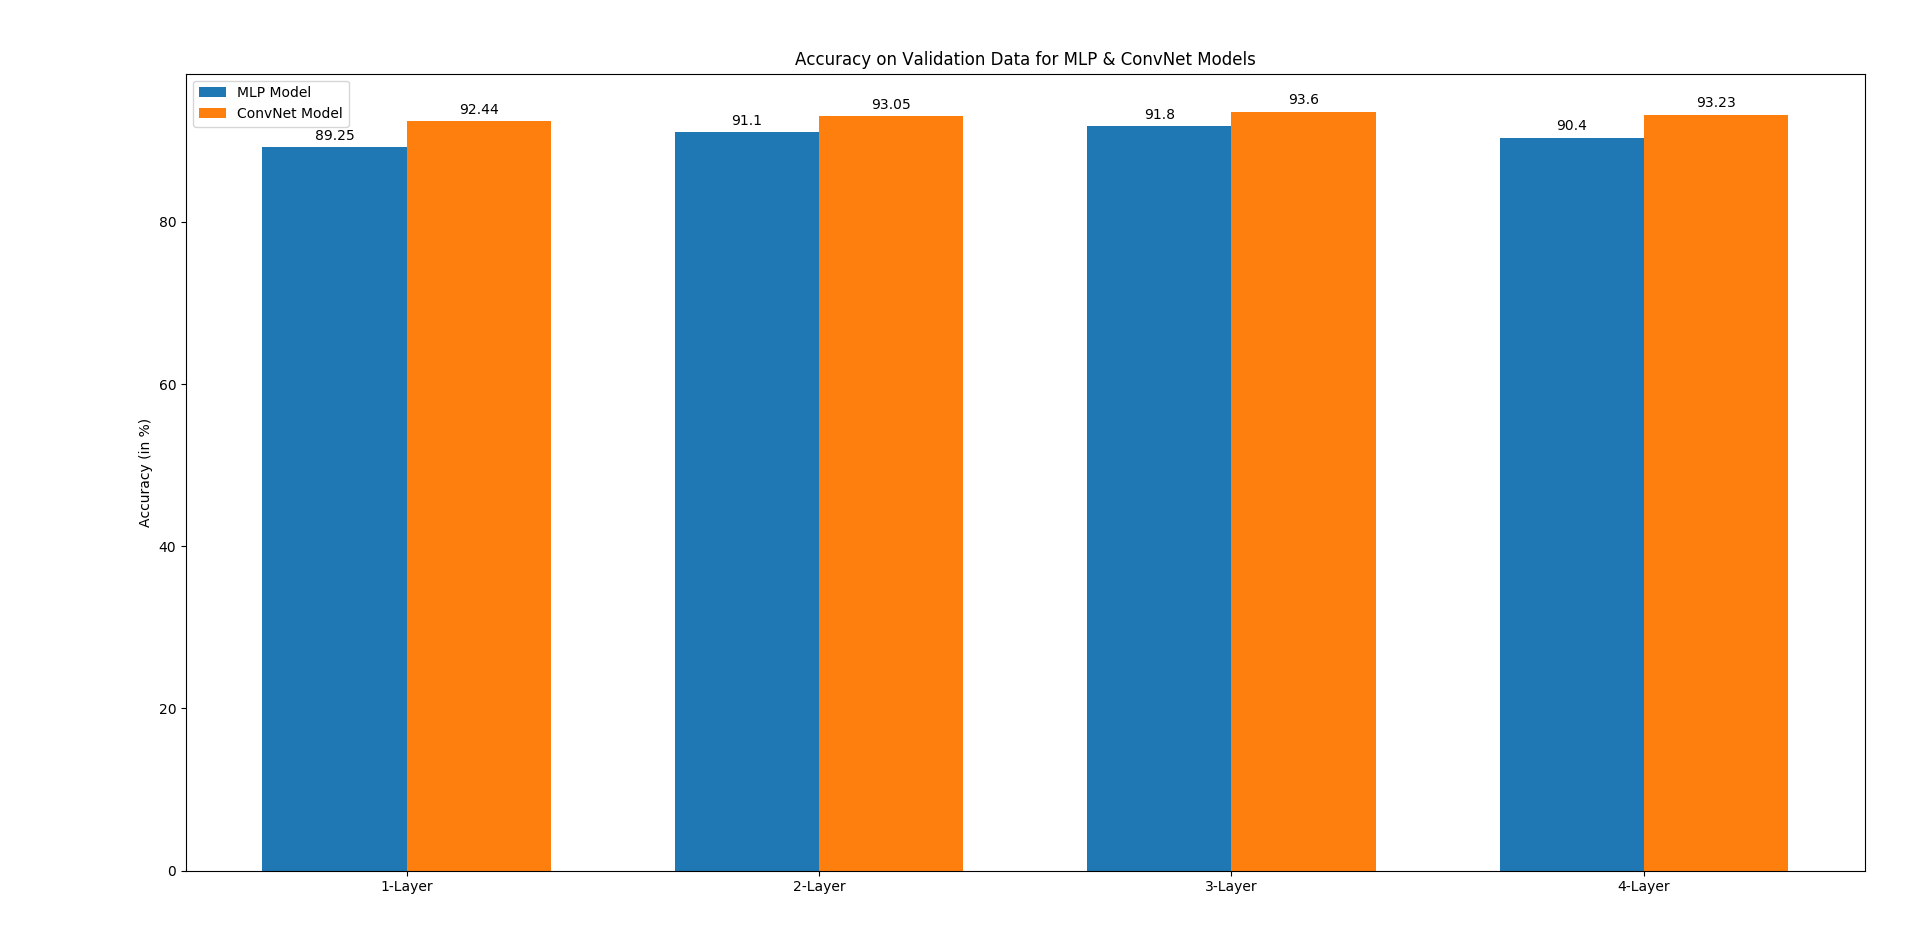 Accuracy on Validation Data for MLP & ConvNet Models
MLP Model
ConvNet Model
89.25
92.44
91.1
93.05
91.8
93.6
90.4
93.23
Accuracy (in %)
80
60
40
20
0
1-Layer
2-Layer
3-Layer
4-Layer